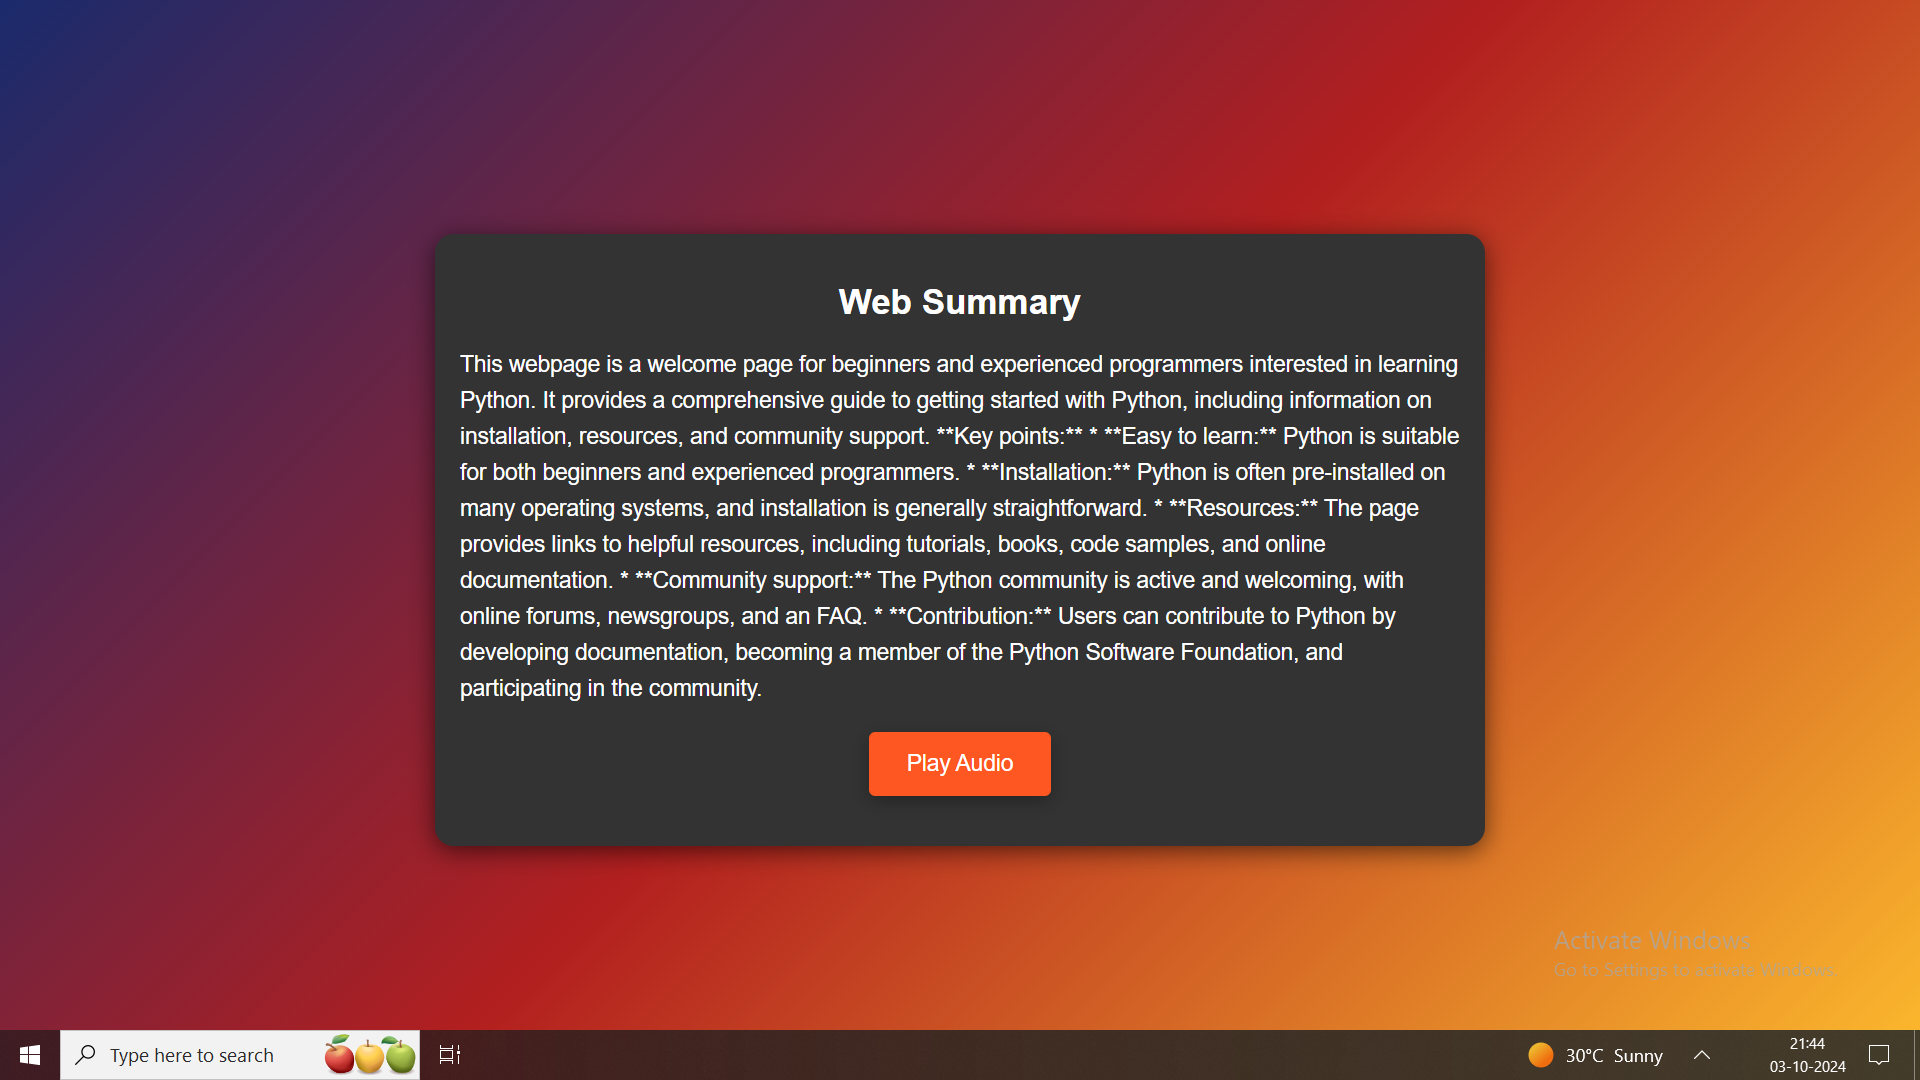 Web Summary
This webpage is a welcome page for beginners and experienced programmers interested in learning
Python. It provides a comprehensive guide to getting started with Python, including information on
installation, resources, and community support. **Key points:** * **Easy to learn:** Python is suitable
for both beginners and experienced programmers. * **Installation:** Python is often pre-installed on
many operating systems, and installation is generally straightforward. * **Resources:** The page
provides links to helpful resources, including tutorials, books, code samples, and online
documentation. * **Community support:** The Python community is active and welcoming, with
online forums, newsgroups, and an FAQ. * **Contribution:** Users can contribute to Python by
developing documentation, becoming a member of the Python Software Foundation, and
participating in the community.
Play Audio
Activate Windows
Go to Settings to activate Windows.
Type here to search
30°C Sunny
21:44
03-10-2024